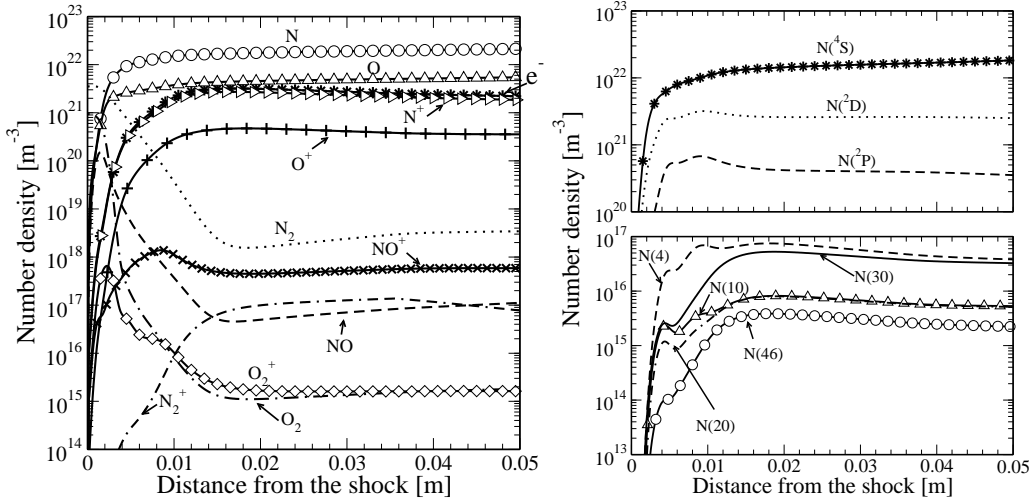 10^23
10^22
10^21
10^20
10^19
10^18
10^17
10^16
10^15
10^14
Number density [m^-3]
N
O
e^-
N^+
O^+
N_2
NO^+
NO
O_2^+
N_2^+
O_2
0 0.01 0.02 0.03 0.04 0.05
Distance from the shock [m]
10^23
10^22
10^21
10^20
N(^4S)
N(^2D)
N(^2P)
Number density [m^-3]
10^17
10^16
10^15
10^14
10^13
N(4)
N(10)
N(30)
N(46)
N(20)
0 0.01 0.02 0.03 0.04 0.05
Distance from the shock [m]